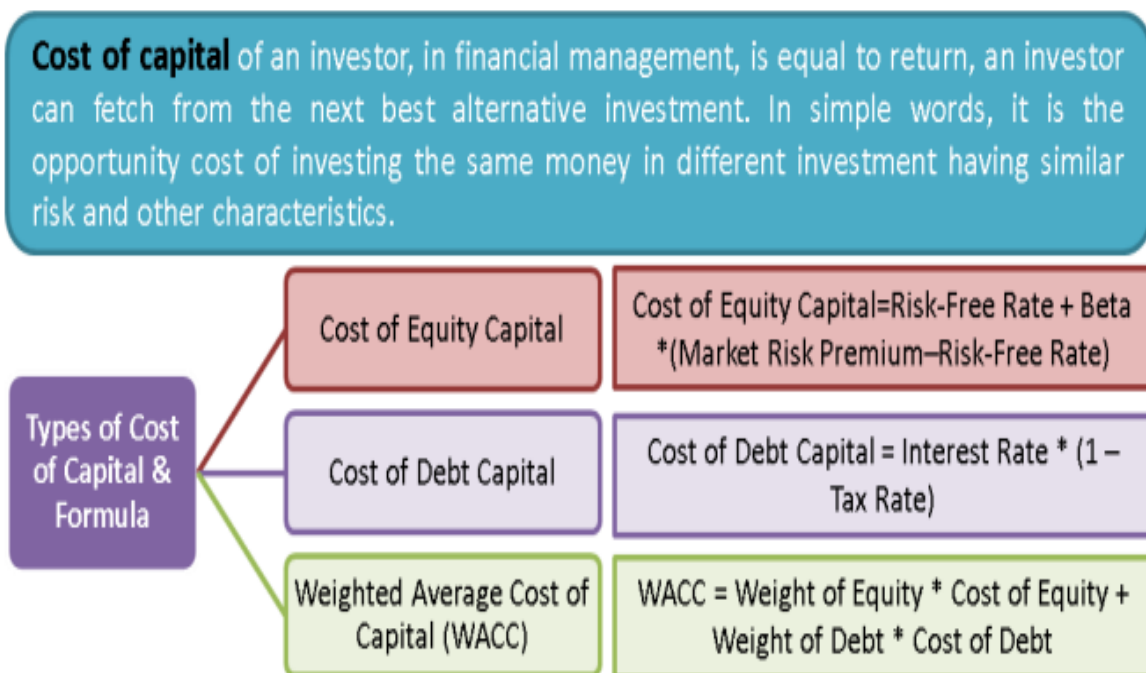 Cost of capital of an investor, in financial management, is equal to return, an investor
can fetch from the next best alternative investment. In simple words, it is the
opportunity cost of investing the same money in different investment having similar
risk and other characteristics.
Types of Cost
of Capital &
Formula
Cost of Equity Capital
Cost of Equity Capital=Risk-Free Rate + Beta
*(Market Risk Premium–Risk-Free Rate)
Cost of Debt Capital
Cost of Debt Capital = Interest Rate * (1 –
Tax Rate)
Weighted Average Cost of
Capital (WACC)
WACC = Weight of Equity * Cost of Equity +
Weight of Debt * Cost of Debt